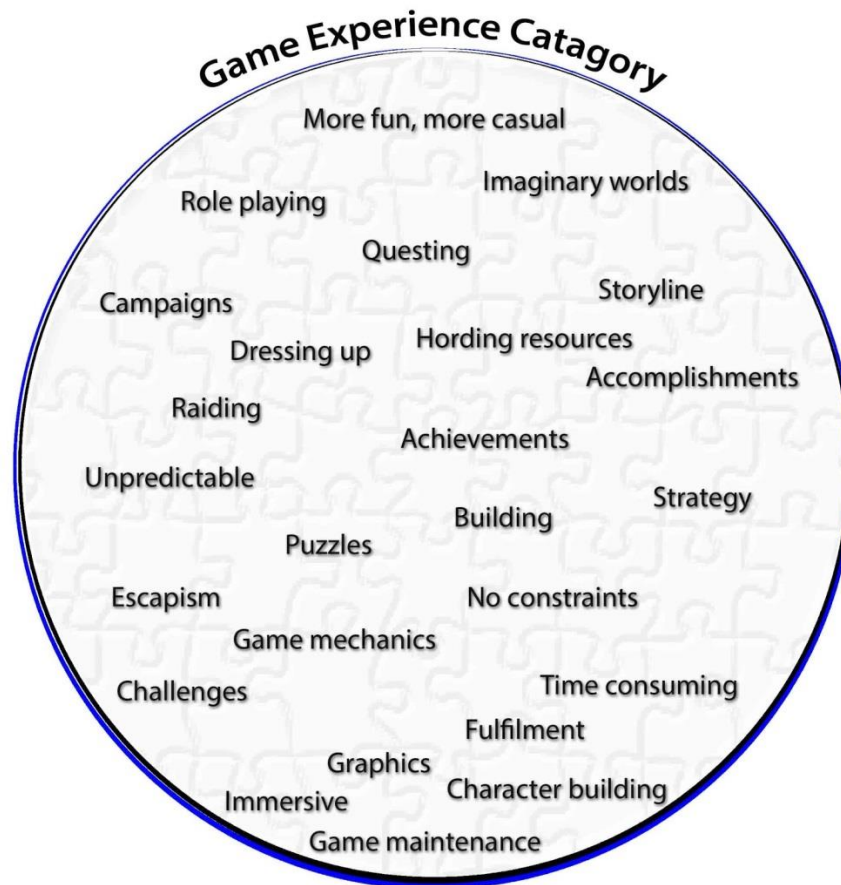 Game Experience Catagory
More fun, more casual
Imaginary worlds
Role playing
Questing
Storyline
Campaigns
Hording resources
Dressing up
Accomplishments
Raiding
Achievements
Unpredictable
Strategy
Building
Puzzles
Escapism
No constraints
Game mechanics
Time consuming
Challenges
Fulfilment
Graphics
Character building
Immersive
Game maintenance